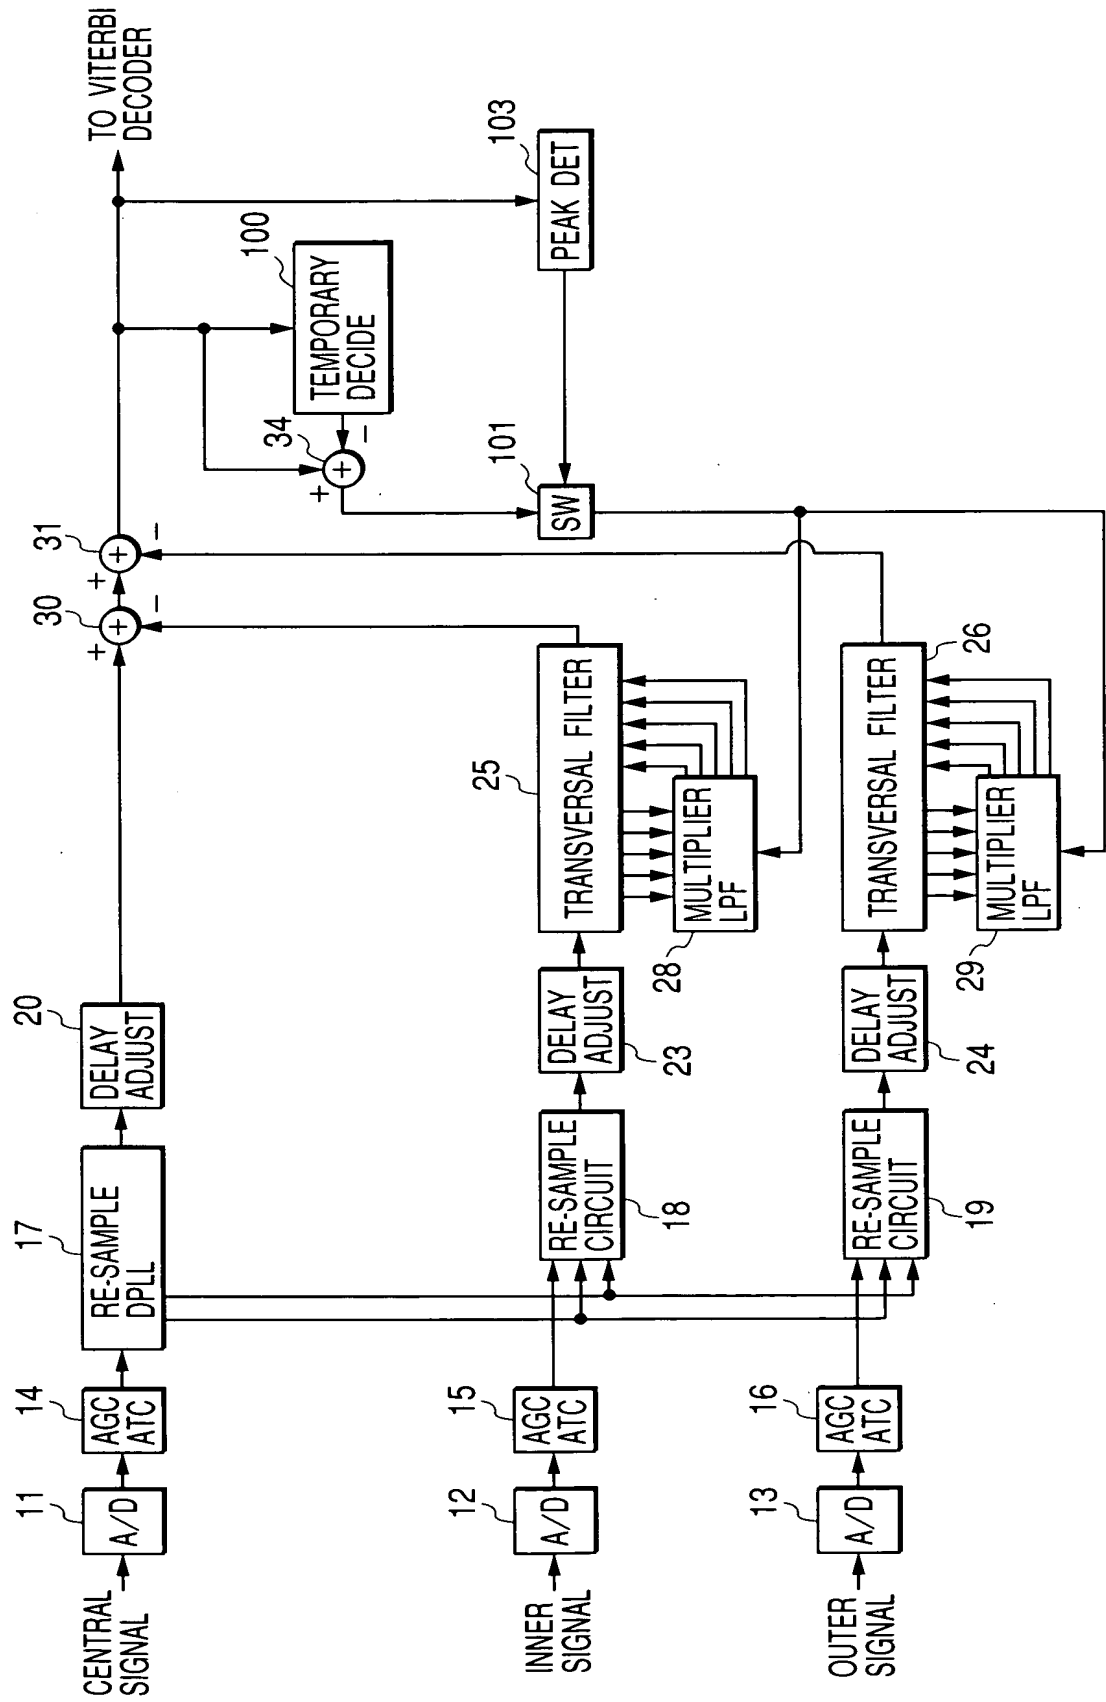 CENTRAL
SIGNAL
11
A/D
14
AGC
ATC
17
RE-SAMPLE
DPLL
20
DELAY
ADJUST
30
+
+
-
31
+
+
-
TO VITERBI
DECODER
100
TEMPORARY
DECIDE
34
+
+
-
101
SW
103
PEAK DET
INNER
SIGNAL
12
A/D
15
AGC
ATC
RE-SAMPLE
CIRCUIT
18
DELAY
ADJUST
23
25
TRANSVERSAL FILTER
MULTIPLIER
LPF
28
OUTER
SIGNAL
13
A/D
16
AGC
ATC
RE-SAMPLE
CIRCUIT
19
DELAY
ADJUST
24
TRANSVERSAL FILTER
26
MULTIPLIER
LPF
29